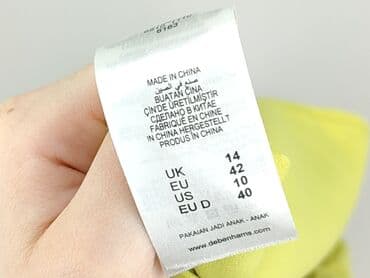 0163
MADE IN CHINA
صنع في الصين
BUATAN CINA
ÇİN'DE ÜRETİLMİŞTİR
СДЕЛАНО В КИТАЕ
FABRIQUÉ EN CHINE
IN CHINA HERGESTELLT
PRODUS IN CHINA
UK 14
EU 42
US 10
EU D 40
PAKAIAN JADI ANAK - ANAK
www.debenhams.com